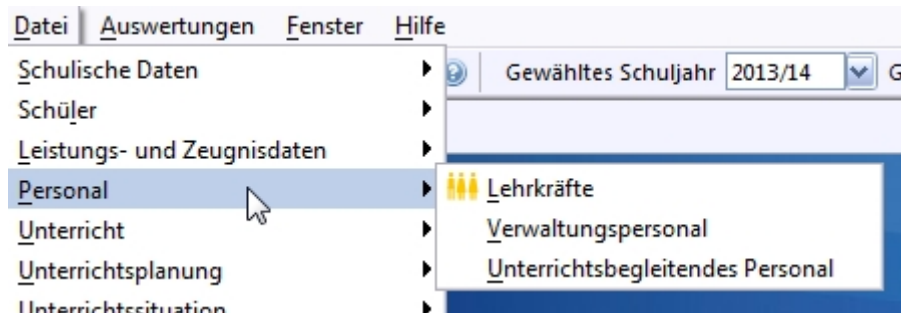 Datei Auswertungen Fenster Hilfe
Schulische Daten
Gewähltes Schuljahr 2013/14 G
Schüler
Leistungs- und Zeugnisdaten
Personal
Lehrkräfte
Unterricht
Verwaltungspersonal
Unterrichtsplanung
Unterrichtsbegleitendes Personal
Unterrichtssituation